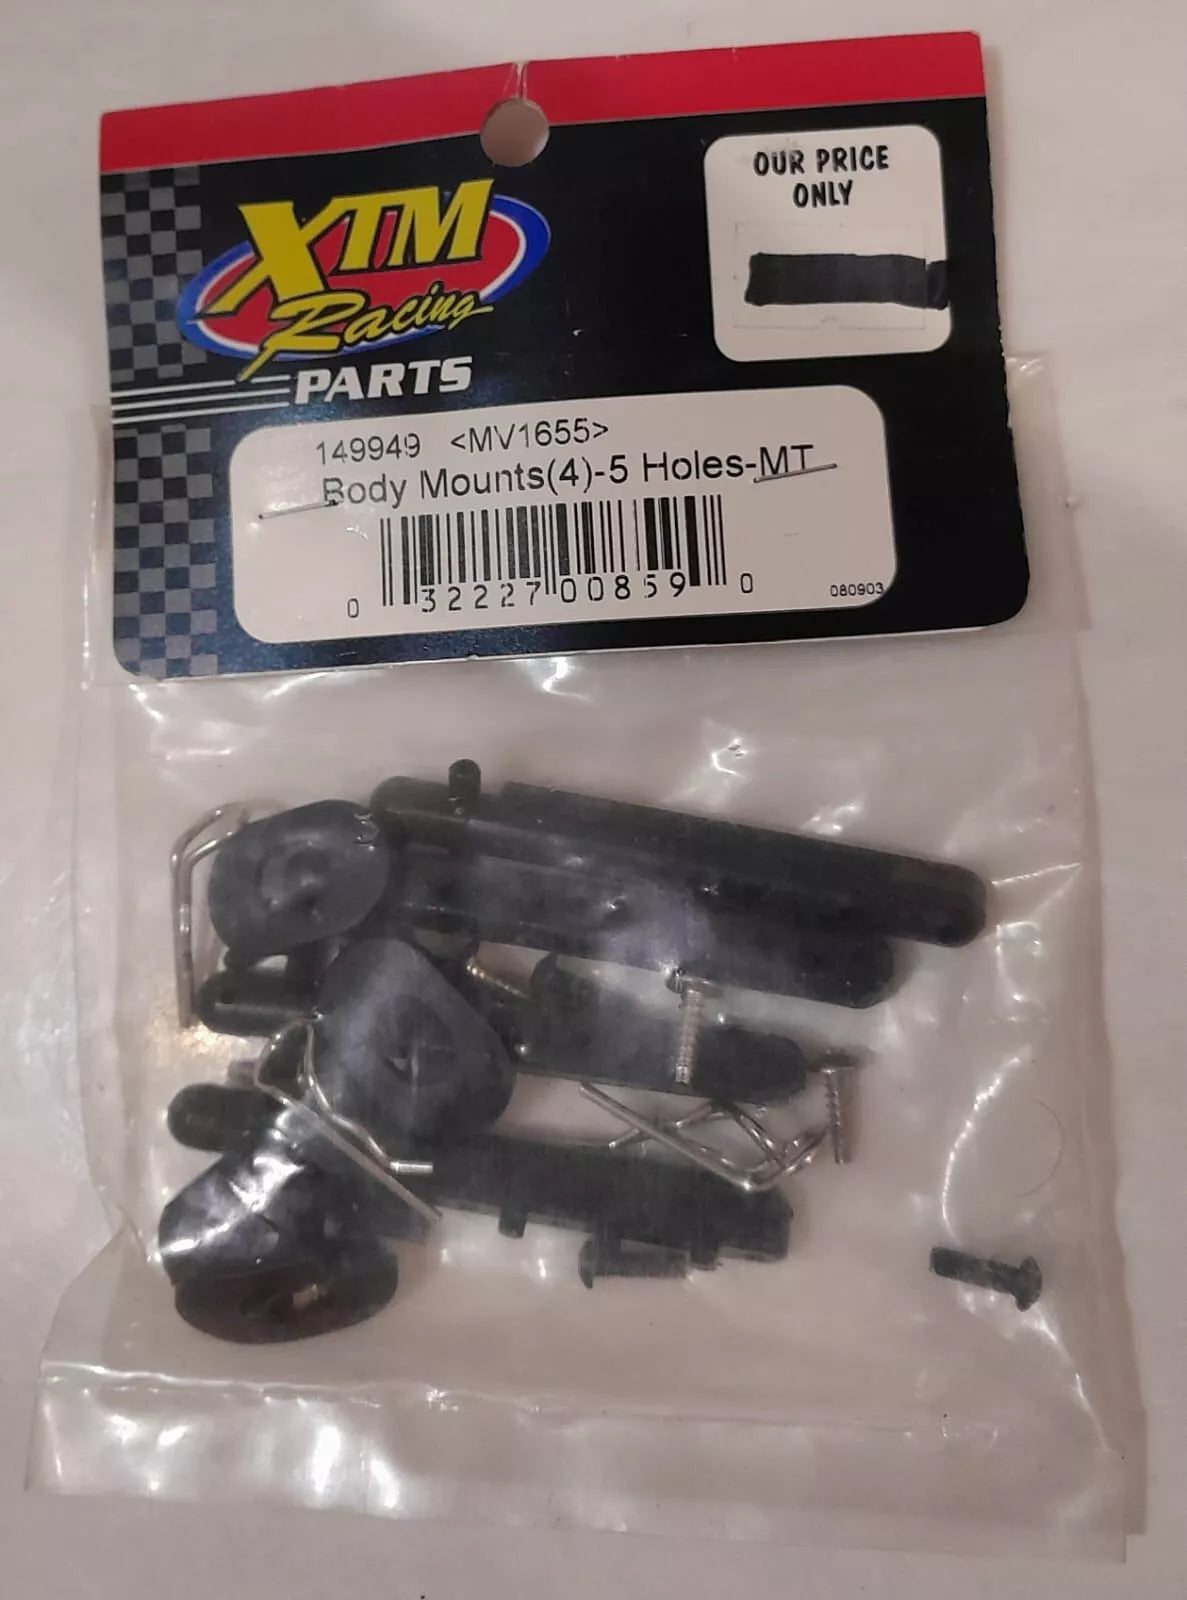 XTM
Racing
PARTS
OUR PRICE
ONLY
149949 <MV1655>
Body Mounts(4)-5 Holes-MT
0 32227 00859 0
080903